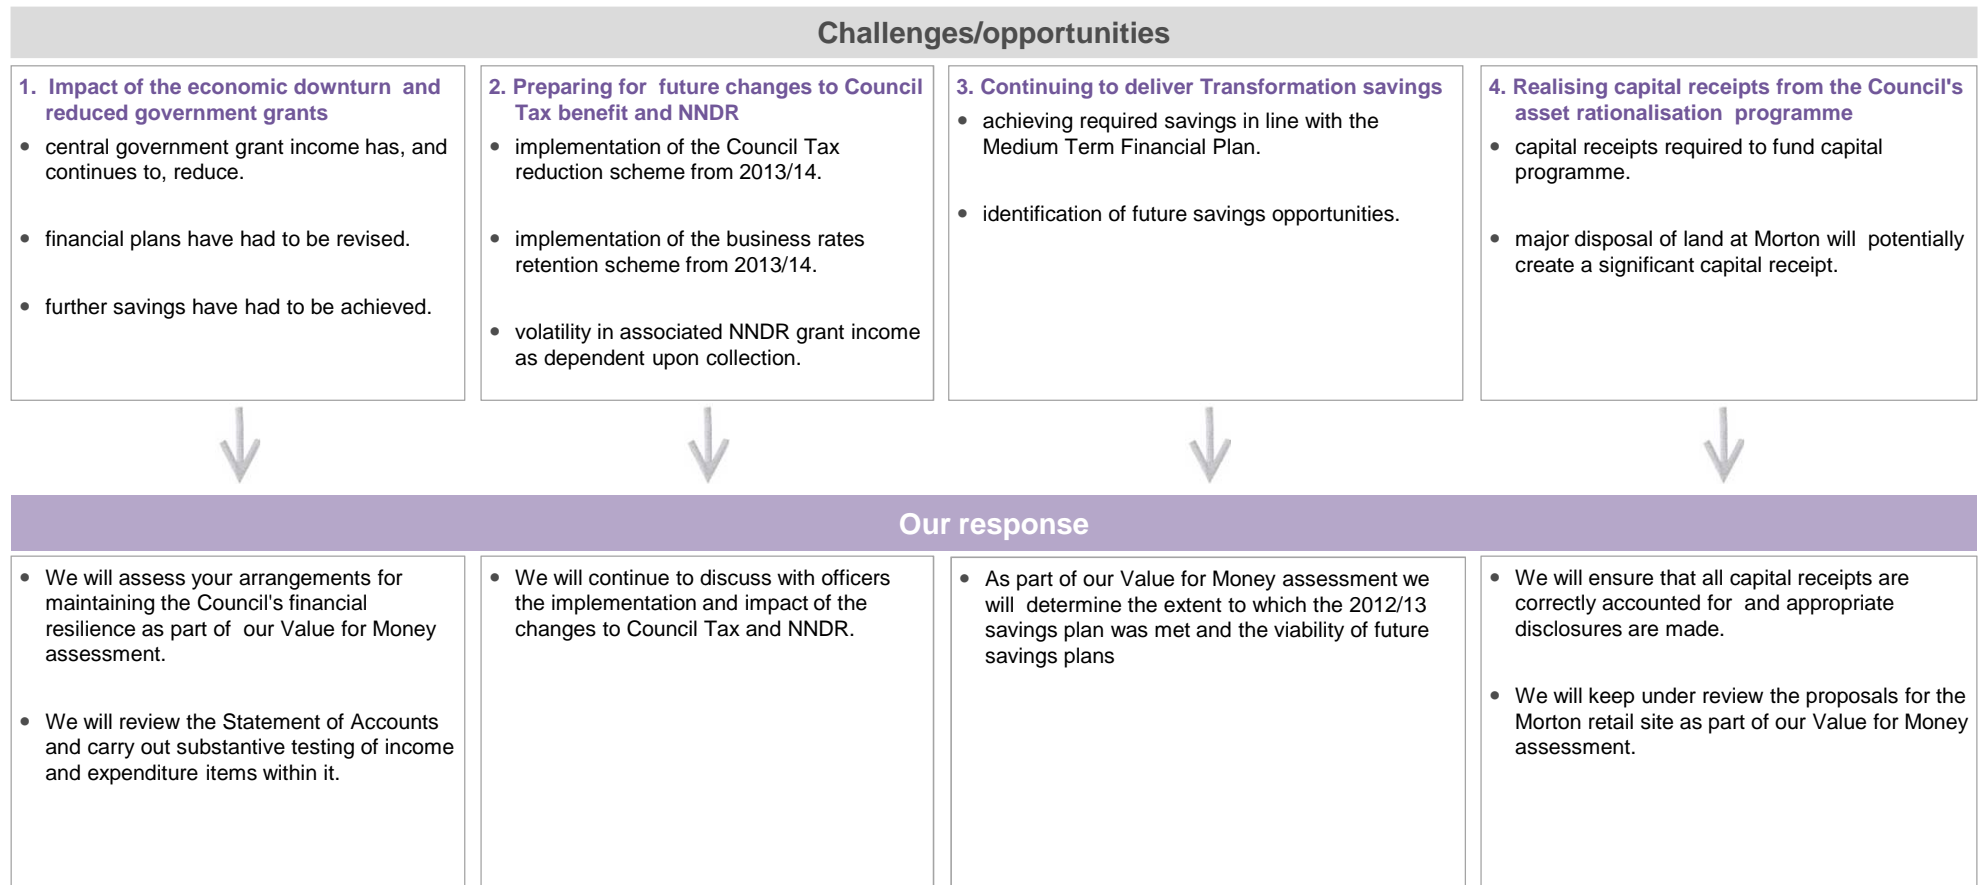 Challenges/opportunities
1. Impact of the economic downturn and
reduced government grants
• central government grant income has, and
continues to, reduce.
• financial plans have had to be revised.
• further savings have had to be achieved.
2. Preparing for future changes to Council
Tax benefit and NNDR
• implementation of the Council Tax
reduction scheme from 2013/14.
• implementation of the business rates
retention scheme from 2013/14.
• volatility in associated NNDR grant income
as dependent upon collection.
3. Continuing to deliver Transformation savings
• achieving required savings in line with the
Medium Term Financial Plan.
• identification of future savings opportunities.
4. Realising capital receipts from the Council's
asset rationalisation programme
• capital receipts required to fund capital
programme.
• major disposal of land at Morton will potentially
create a significant capital receipt.
Our response
• We will assess your arrangements for
maintaining the Council's financial
resilience as part of our Value for Money
assessment.
• We will review the Statement of Accounts
and carry out substantive testing of income
and expenditure items within it.
• We will continue to discuss with officers
the implementation and impact of the
changes to Council Tax and NNDR.
• As part of our Value for Money assessment we
will determine the extent to which the 2012/13
savings plan was met and the viability of future
savings plans
• We will ensure that all capital receipts are
correctly accounted for and appropriate
disclosures are made.
• We will keep under review the proposals for the
Morton retail site as part of our Value for Money
assessment.